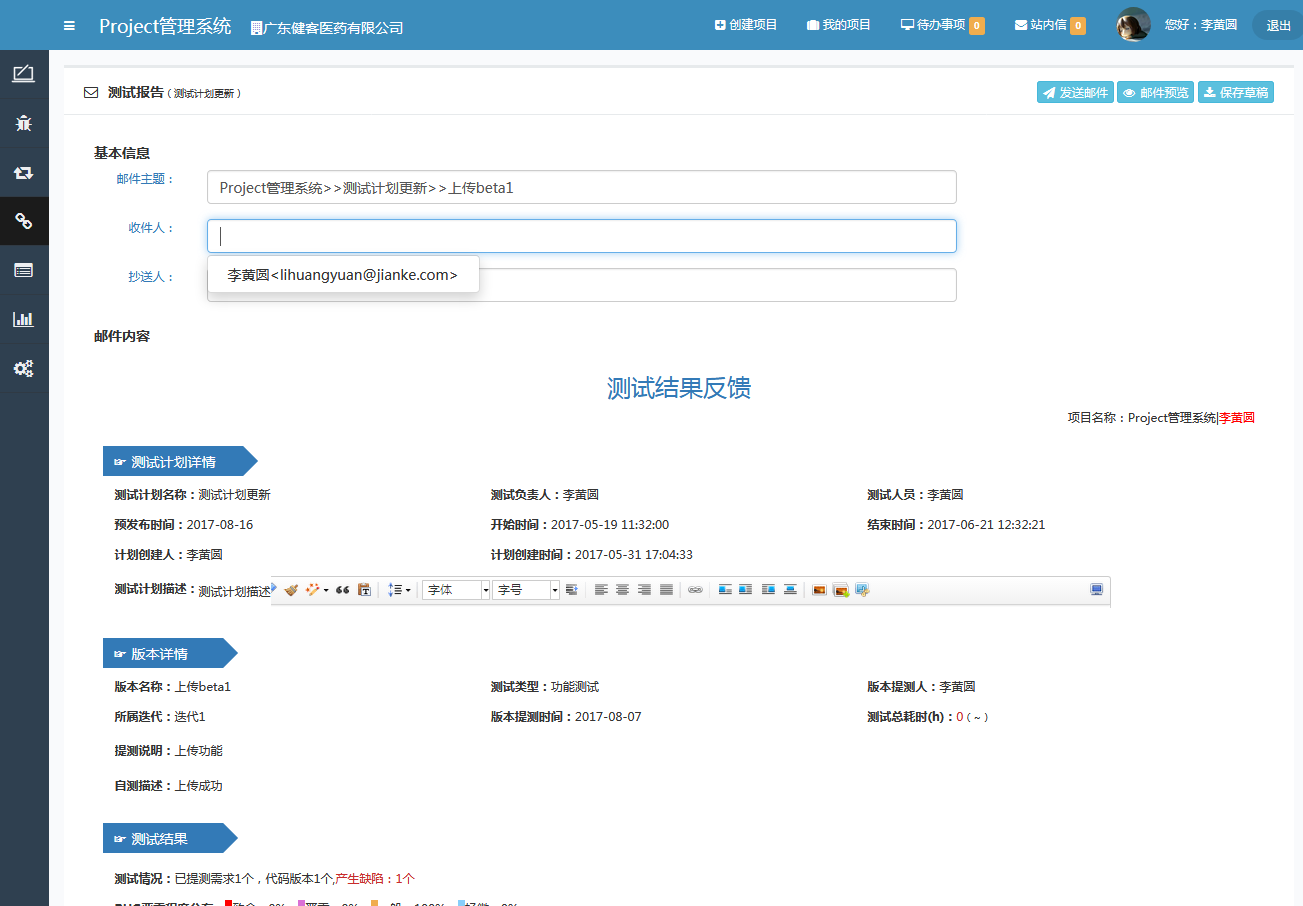 Project管理系统 广东健客医药有限公司 创建项目 我的项目 待办事项 0 站内信 0 您好：李黄圆 退出
测试报告 ( 测试计划更新 ) 发送邮件 邮件预览 保存草稿
基本信息
邮件主题： Project管理系统>>测试计划更新>>上传beta1
收件人：
李黄圆<lihuangyuan@jianke.com>
抄送人：
邮件内容
测试结果反馈
项目名称：Project管理系统|李黄圆
测试计划详情
测试计划名称：测试计划更新 测试负责人：李黄圆 测试人员：李黄圆
预发布时间：2017-08-16 开始时间：2017-05-19 11:32:00 结束时间：2017-06-21 12:32:21
计划创建人：李黄圆 计划创建时间：2017-05-31 17:04:33
测试计划描述：测试计划描述 字体 字号
版本详情
版本名称：上传beta1 测试类型：功能测试 版本提测人：李黄圆
所属迭代：迭代1 版本提测时间：2017-08-07 测试总耗时(h)：0 ( ~ )
提测说明：上传功能
自测描述：上传成功
测试结果
测试情况：已提测需求1个，代码版本1个,产生缺陷：1个